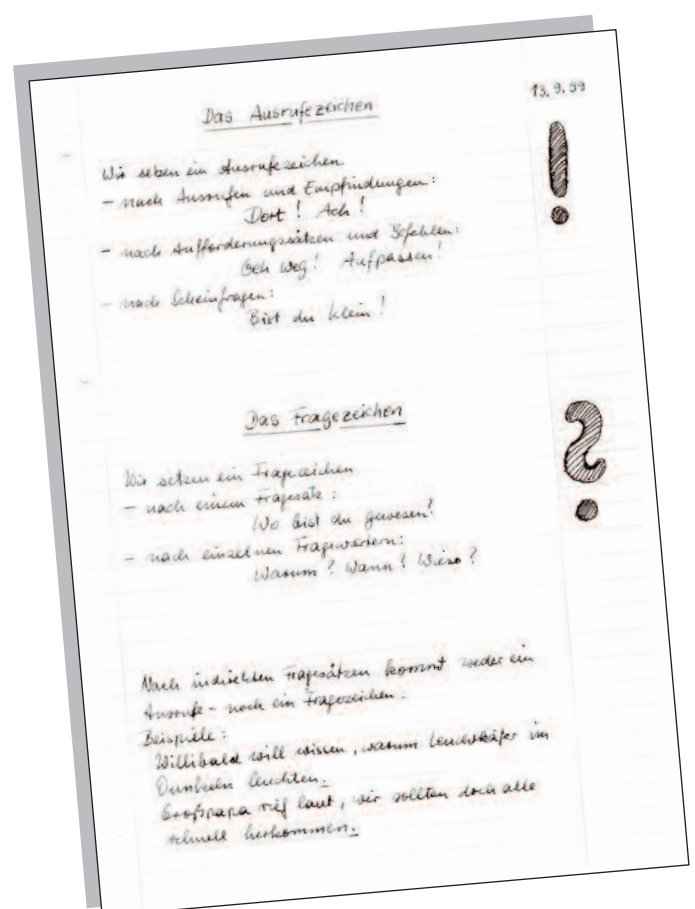 13.9.99
Das Ausrufezeichen
Wir setzen ein Ausrufezeichen
- nach Ausrufen und Empfindungen:
Dort! Ach!
- nach Aufforderungssätzen und Befehlen:
Geh weg! Aufpassen!
- nach Scheinfragen:
Bist du klein!
!
Das Fragezeichen
Wir setzen ein Fragezeichen
- nach einem Fragesatz:
Wo bist du gewesen?
- nach einzelnen Fragewörtern:
Warum? Wann? Wieso?
?
Nach indirekten Fragesätzen kommt weder ein
Ausrufe- noch ein Fragezeichen.
Beispiele:
Willibald will wissen, warum Leuchtkäfer im
Dunkeln leuchten.
Großpapa rief laut, wir sollten doch alle
schnell herkommen.